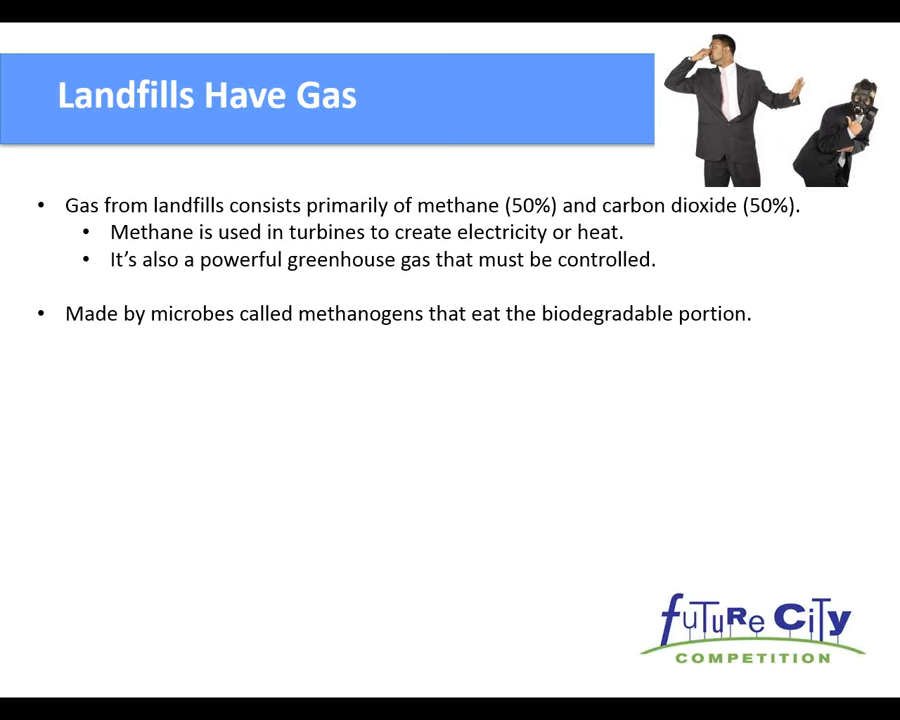 Landfills Have Gas
• Gas from landfills consists primarily of methane (50%) and carbon dioxide (50%).
• Methane is used in turbines to create electricity or heat.
• It’s also a powerful greenhouse gas that must be controlled.
• Made by microbes called methanogens that eat the biodegradable portion.
fuTuRe CiTy
COMPETITION